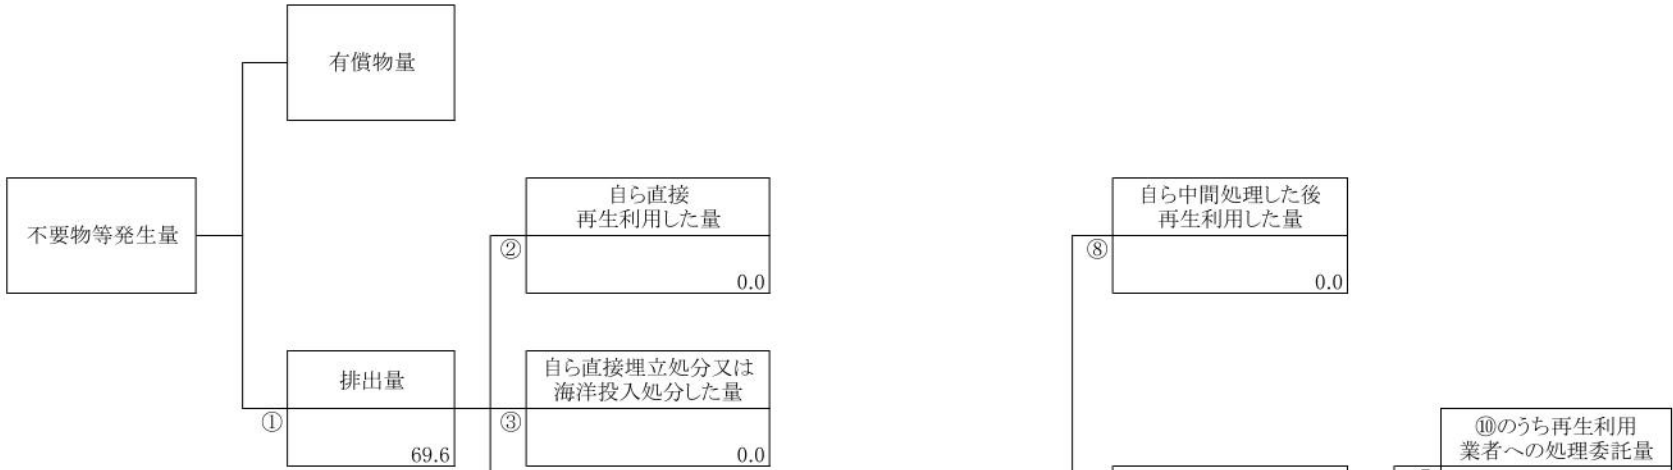 有償物量
不要物等発生量
自ら直接
再生利用した量
②
0.0
自ら中間処理した後
再生利用した量
⑧
0.0
排出量
①
69.6
自ら直接埋立処分又は
海洋投入処分した量
③
0.0
⑩のうち再生利用
業者への処理委託量